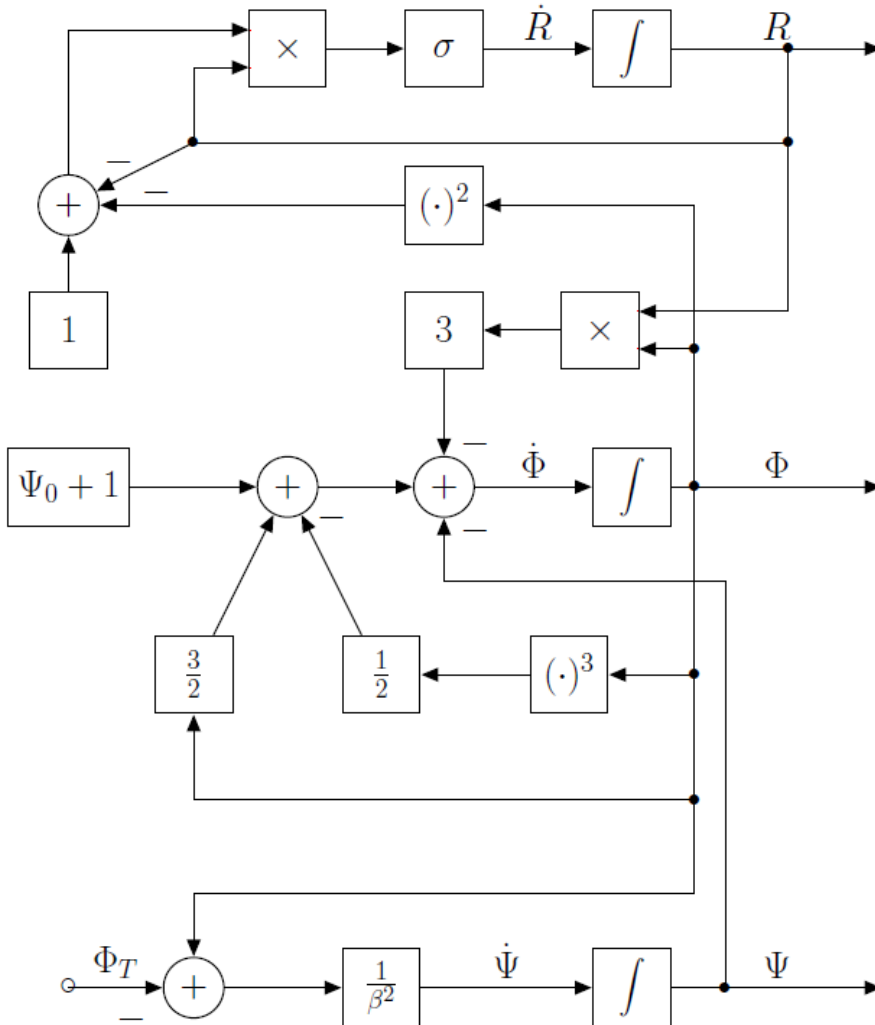 × σ Ṙ ∫ R
−
−
+ (·)²
1 3 ×
−
Ψ₀ + 1 + + Φ̇ ∫ Φ
− −
3/2 1/2 (·)³
Φ_T + 1/β² Ψ̇ ∫ Ψ
−